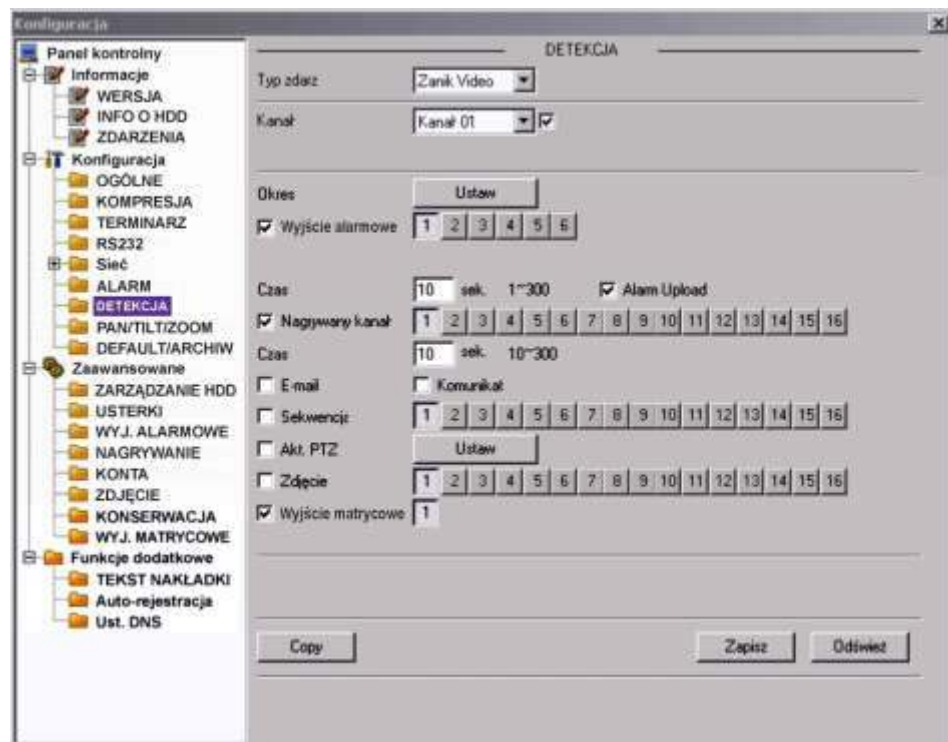 Konfiguracja
Panel kontrolny
Informacje
WERSJA
INFO O HDD
ZDARZENIA
Konfiguracja
OGÓLNE
KOMPRESJA
TERMINARZ
RS232
Sieć
ALARM
DETEKCJA
PAN/TILT/ZOOM
DEFAULT/ARCHIW
Zaawansowane
ZARZĄDZANIE HDD
USTERKI
WYJ. ALARMOWE
NAGRYWANIE
KONTA
ZDJĘCIE
KONSERWACJA
WYJ. MATRYCOWE
Funkcje dodatkowe
TEKST NAKŁADKI
Auto-rejestracja
Ust. DNS
DETEKCJA
Typ zdarz Zanik Video
Kanał Kanał 01
Okres Ustaw
Wyjście alarmowe 1 2 3 4 5 6
Czas 10 sek. 1~300 Alarm Upload
Nagrywany kanał 1 2 3 4 5 6 7 8 9 10 11 12 13 14 15 16
Czas 10 sek. 10~300
E-mail Komunikat
Sekwencja 1 2 3 4 5 6 7 8 9 10 11 12 13 14 15 16
Akt. PTZ Ustaw
Zdjęcie 1 2 3 4 5 6 7 8 9 10 11 12 13 14 15 16
Wyjście matrycowe 1
Copy Zapisz Odśwież